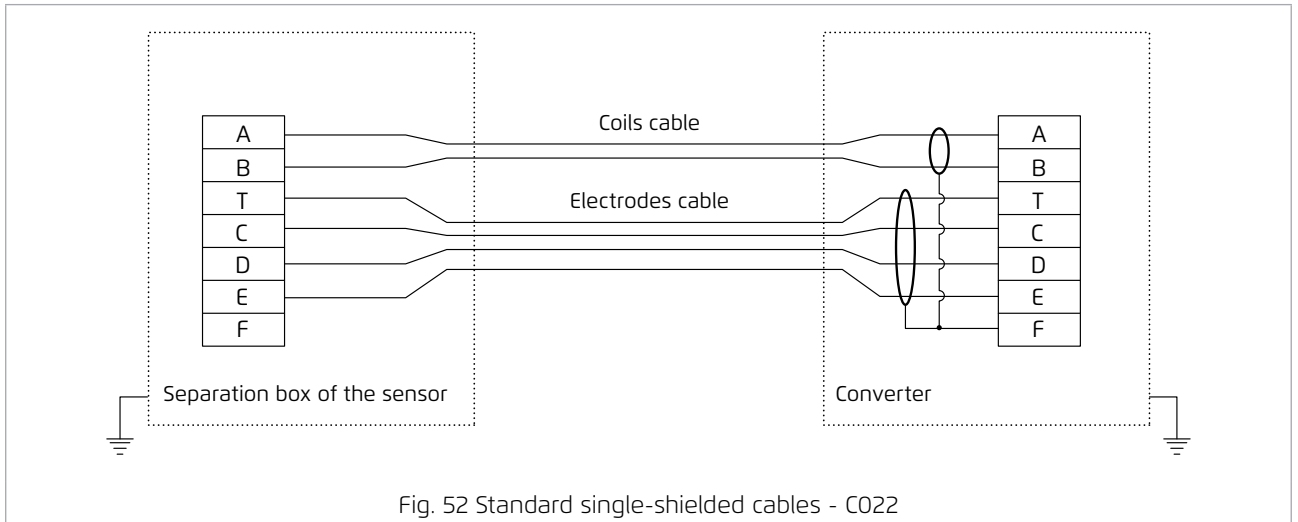 Coils cable
A
A
B
B
Electrodes cable
T
T
C
C
D
D
E
E
F
F
Separation box of the sensor
Converter
Fig. 52 Standard single-shielded cables - C022